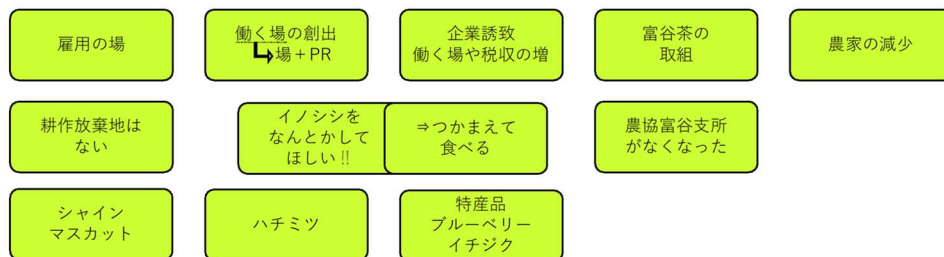 雇用の場
働く場の創出
場+PR
企業誘致
働く場や税収の増
富谷茶の
取組
農家の減少
耕作放棄地は
ない
イノシシを
なんとかして
ほしい!!
⇒つかまえて
食べる
農協富谷支所
がなくなった
シャイン
マスカット
ハチミツ
特産品
ブルーベリー
イチジク